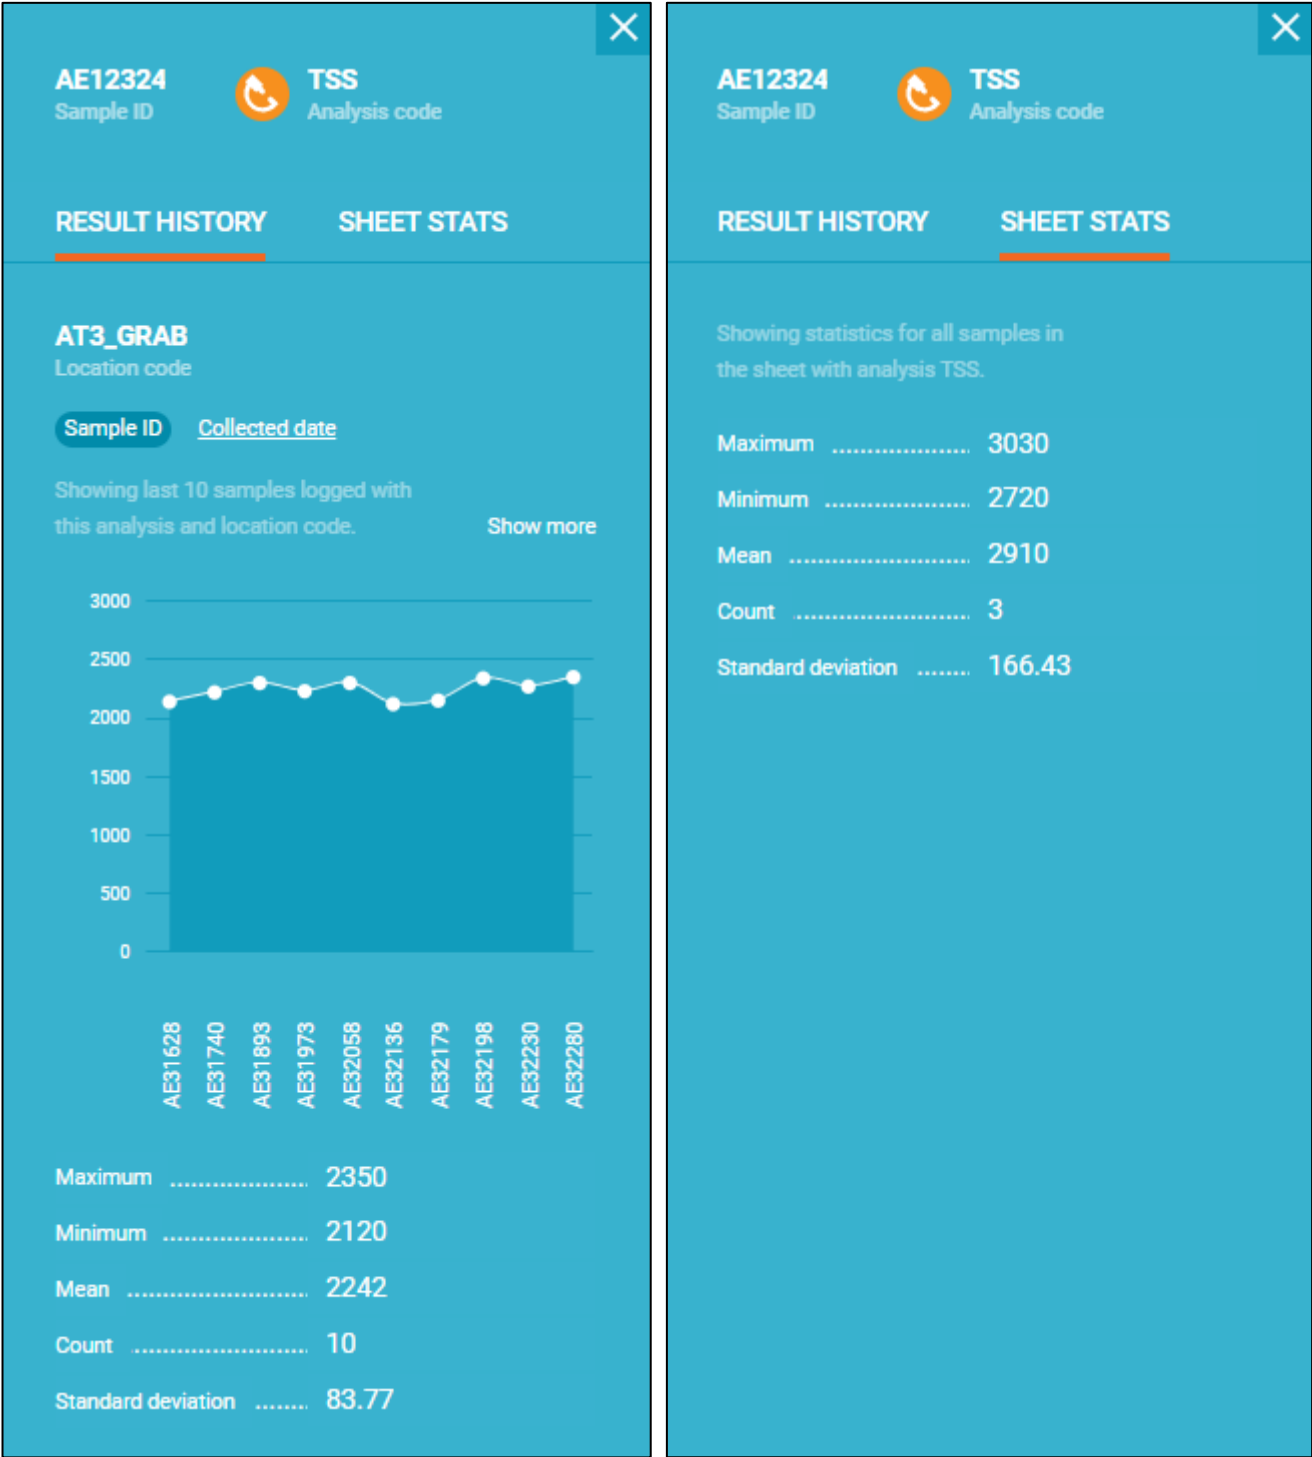 AE12324
Sample ID
TSS
Analysis code
RESULT HISTORY
SHEET STATS
AT3_GRAB
Location code
Sample ID
Collected date
Showing last 10 samples logged with
this analysis and location code.
Show more
3000
2500
2000
1500
1000
500
0
AE31628
AE31740
AE31893
AE31973
AE32058
AE32136
AE32179
AE32198
AE32230
AE32280
Maximum .................... 2350
Minimum ..................... 2120
Mean .......................... 2242
Count ......................... 10
Standard deviation ........ 83.77
AE12324
Sample ID
TSS
Analysis code
RESULT HISTORY
SHEET STATS
Showing statistics for all samples in
the sheet with analysis TSS.
Maximum .................... 3030
Minimum ..................... 2720
Mean .......................... 2910
Count ......................... 3
Standard deviation ........ 166.43